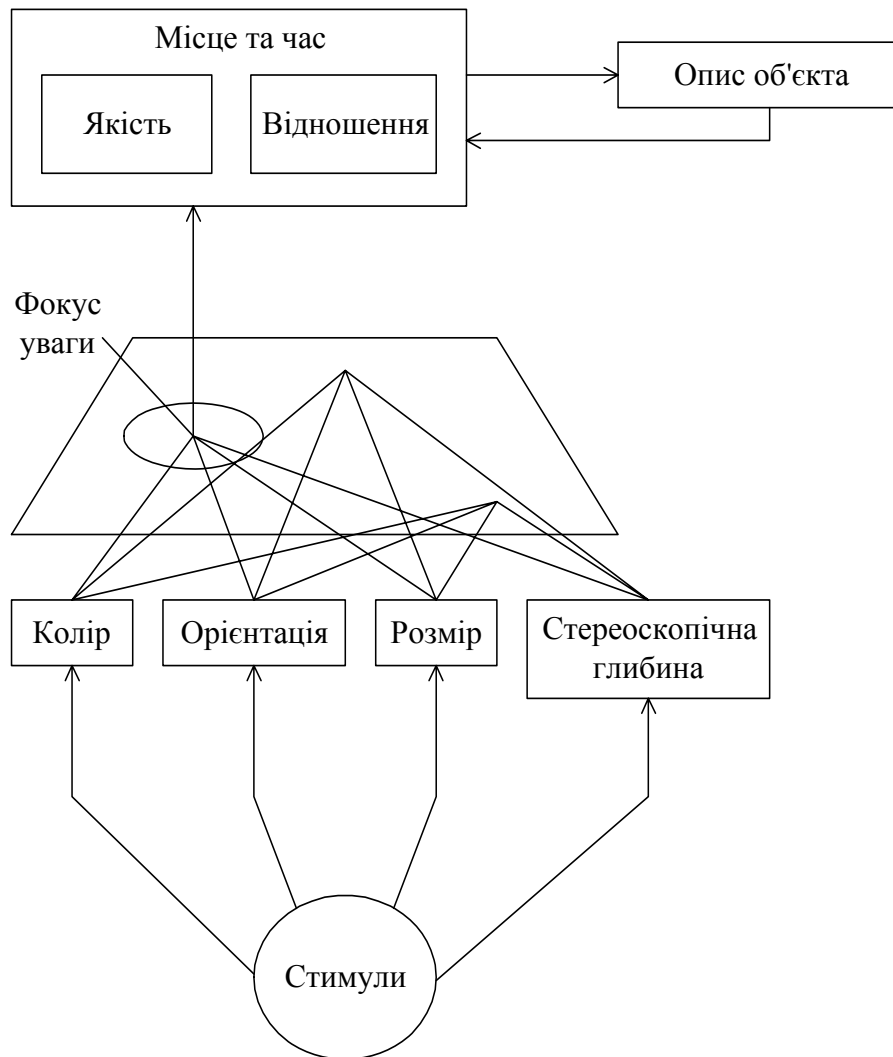 Місце та час
Якість
Відношення
Опис об'єкта
Фокус
уваги
Колір
Орієнтація
Розмір
Стереоскопічна
глибина
Стимули